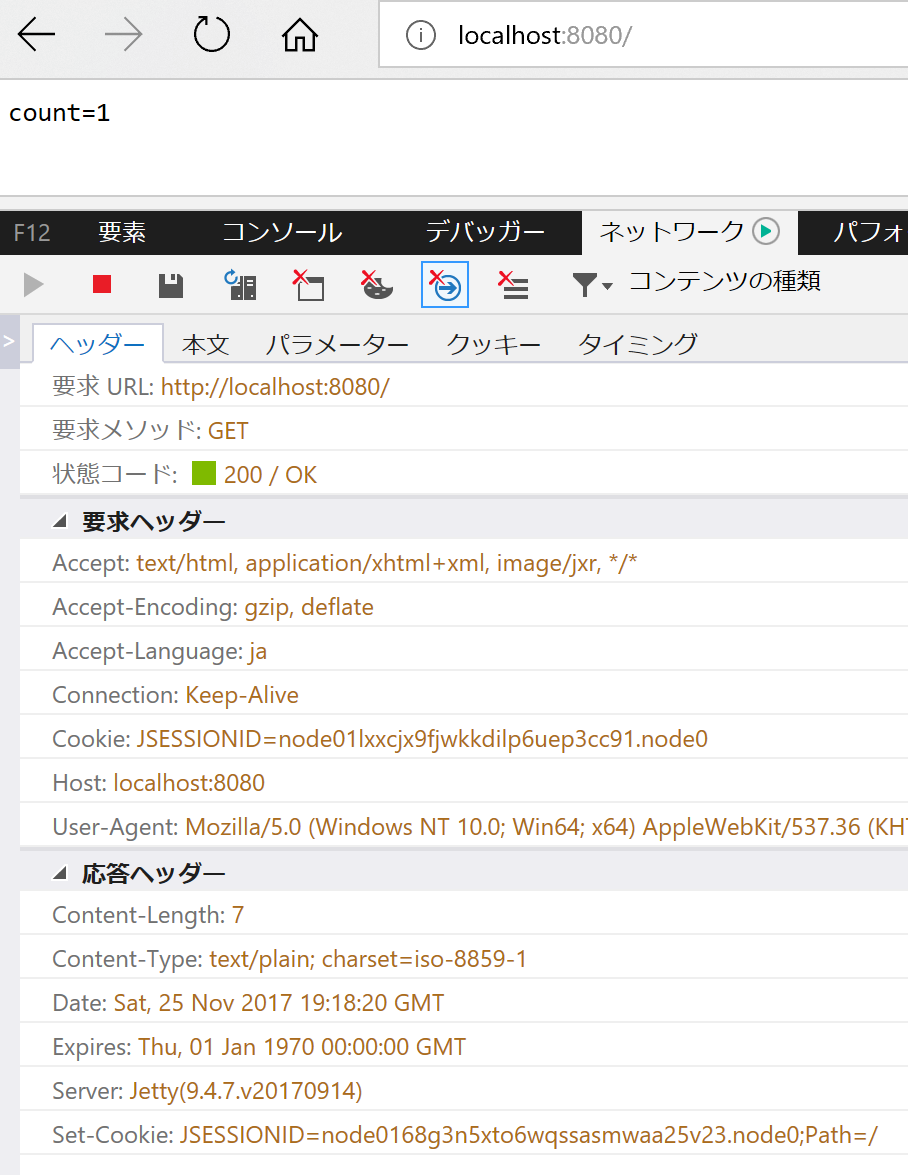 localhost:8080/
count=1
F12 要素 コンソール デバッガー ネットワーク パフォ
コンテンツの種類
ヘッダー 本文 パラメーター クッキー タイミング
要求 URL: http://localhost:8080/
要求メソッド: GET
状態コード: 200 / OK
要求ヘッダー
Accept: text/html, application/xhtml+xml, image/jxr, */*
Accept-Encoding: gzip, deflate
Accept-Language: ja
Connection: Keep-Alive
Cookie: JSESSIONID=node01lxxcjx9fjwkkdilp6uep3cc91.node0
Host: localhost:8080
User-Agent: Mozilla/5.0 (Windows NT 10.0; Win64; x64) AppleWebKit/537.36 (KHT
応答ヘッダー
Content-Length: 7
Content-Type: text/plain; charset=iso-8859-1
Date: Sat, 25 Nov 2017 19:18:20 GMT
Expires: Thu, 01 Jan 1970 00:00:00 GMT
Server: Jetty(9.4.7.v20170914)
Set-Cookie: JSESSIONID=node0168g3n5xto6wqssasmwaa25v23.node0;Path=/